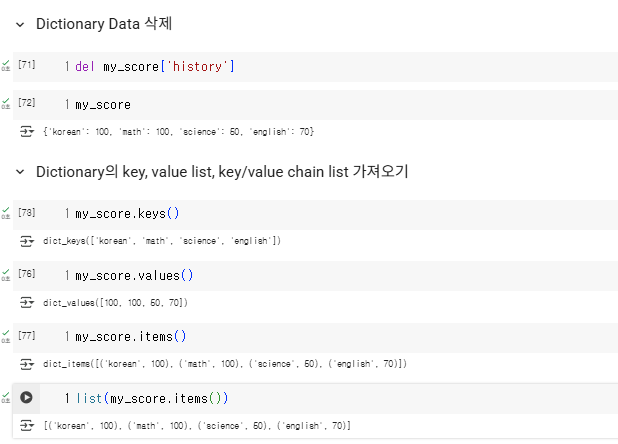 Dictionary Data 삭제
[71] 1 del my_score['history']
[72] 1 my_score
{'korean': 100, 'math': 100, 'science': 50, 'english': 70}
Dictionary의 key, value list, key/value chain list 가져오기
[73] 1 my_score.keys()
dict_keys(['korean', 'math', 'science', 'english'])
[76] 1 my_score.values()
dict_values([100, 100, 50, 70])
[77] 1 my_score.items()
dict_items([('korean', 100), ('math', 100), ('science', 50), ('english', 70)])
1 list(my_score.items())
[('korean', 100), ('math', 100), ('science', 50), ('english', 70)]